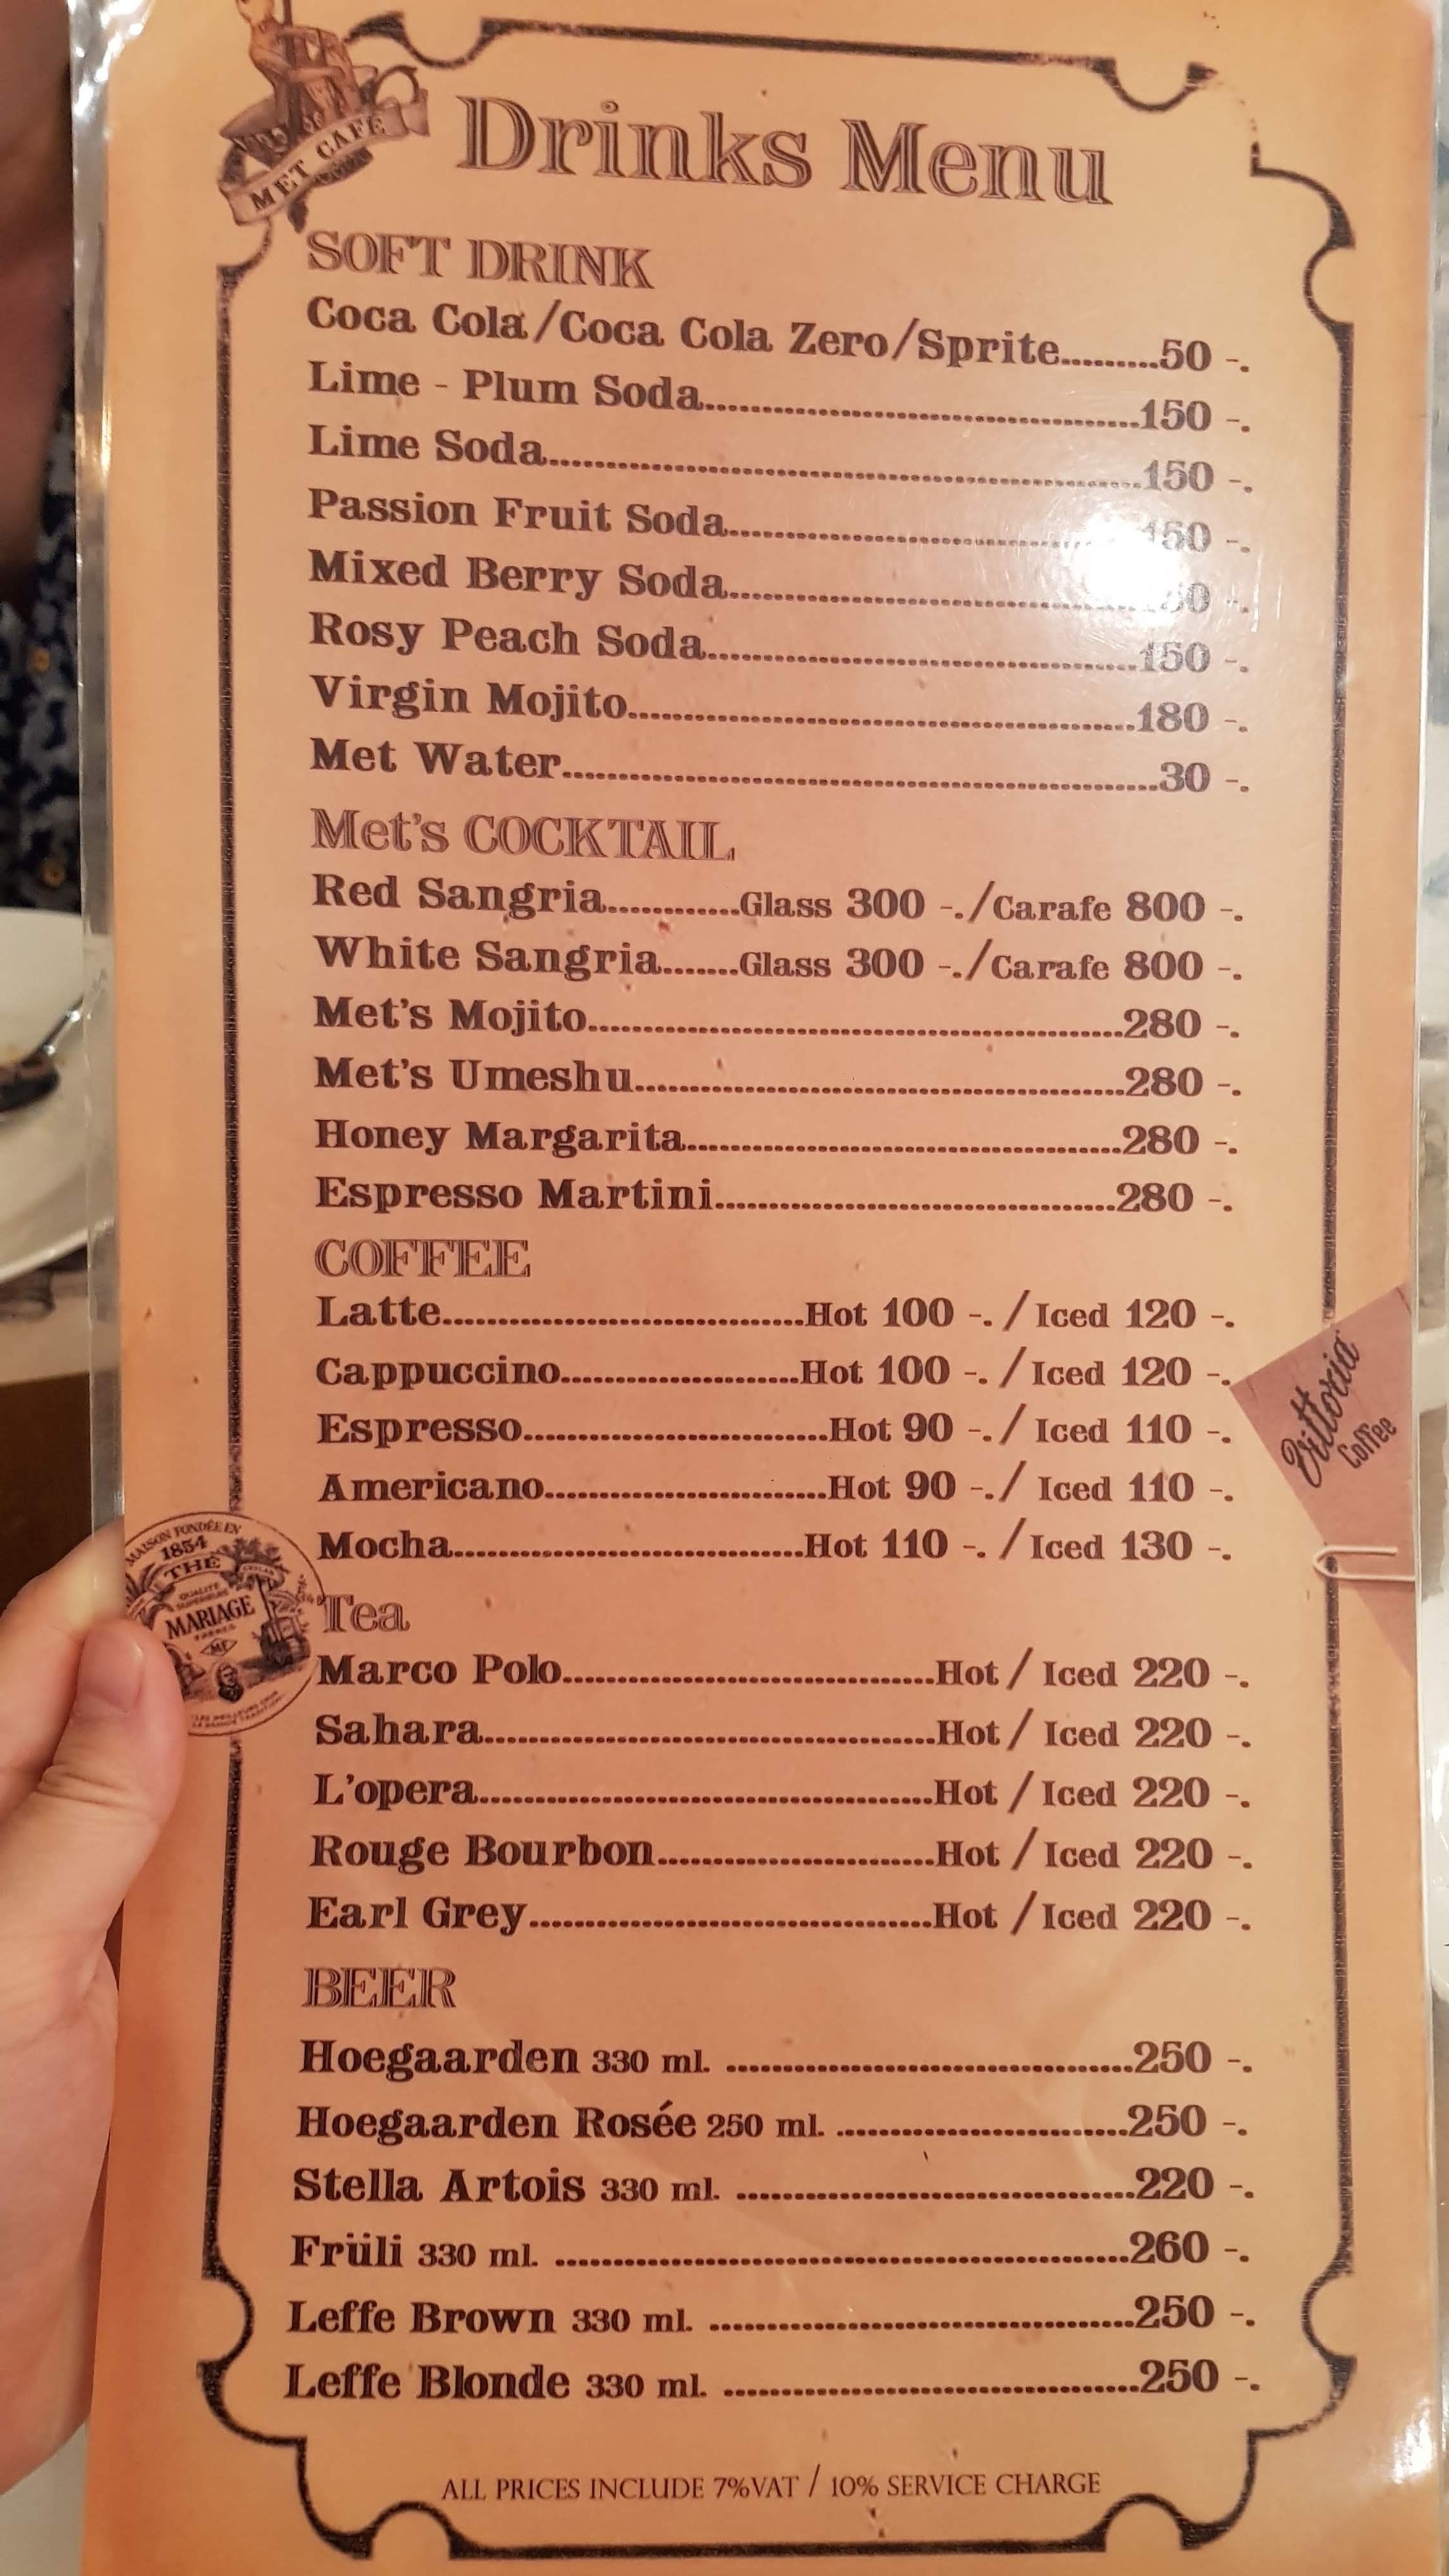 MET CAFÉ
Drinks Menu
SOFT DRINK
Coca Cola/Coca Cola Zero/Sprite.........50 -.
Lime - Plum Soda.......................................150 -.
Lime Soda.....................................................150 -.
Passion Fruit Soda.....................................150 -.
Mixed Berry Soda.....................................
Rosy Peach Soda.......................................150 -.
Virgin Mojito.............................................180 -.
Met Water.....................................................30 -.
Met's COCKTAIL
Red Sangria............Glass 300 -./Carafe 800 -.
White Sangria.......Glass 300 -./Carafe 800 -.
Met's Mojito................................................280 -.
Met's Umeshu............................................280 -.
Honey Margarita.......................................280 -.
Espresso Martini....................................280 -.
COFFEE
Latte................................Hot 100 -. / Iced 120 -.
Cappuccino.....................Hot 100 -. / Iced 120 -.
Espresso...........................Hot 90 -./ Iced 110 -.
Americano.........................Hot 90 -./ Iced 110 -.
Mocha...............................Hot 110 -. / Iced 130 -.
Vittoria
Coffee
MAISON FONDÉE EN
1854
THÉ
QUALITÉ
MARIAGE
FRÈRES
MF
Tea
Marco Polo.................................Hot / Iced 220 -.
Sahara........................................Hot / Iced 220 -.
L'opera........................................Hot / Iced 220 -.
Rouge Bourbon.........................Hot / Iced 220 -.
Earl Grey....................................Hot / Iced 220 -.
BEER
Hoegaarden 330 ml. ...................................250 -.
Hoegaarden Rosée 250 ml. .........................250 -.
Stella Artois 330 ml. ..................................220 -.
Früli 330 ml. .................................................260 -.
Leffe Brown 330 ml. ....................................250 -.
Leffe Blonde 330 ml. ...................................250 -.
ALL PRICES INCLUDE 7%VAT / 10% SERVICE CHARGE